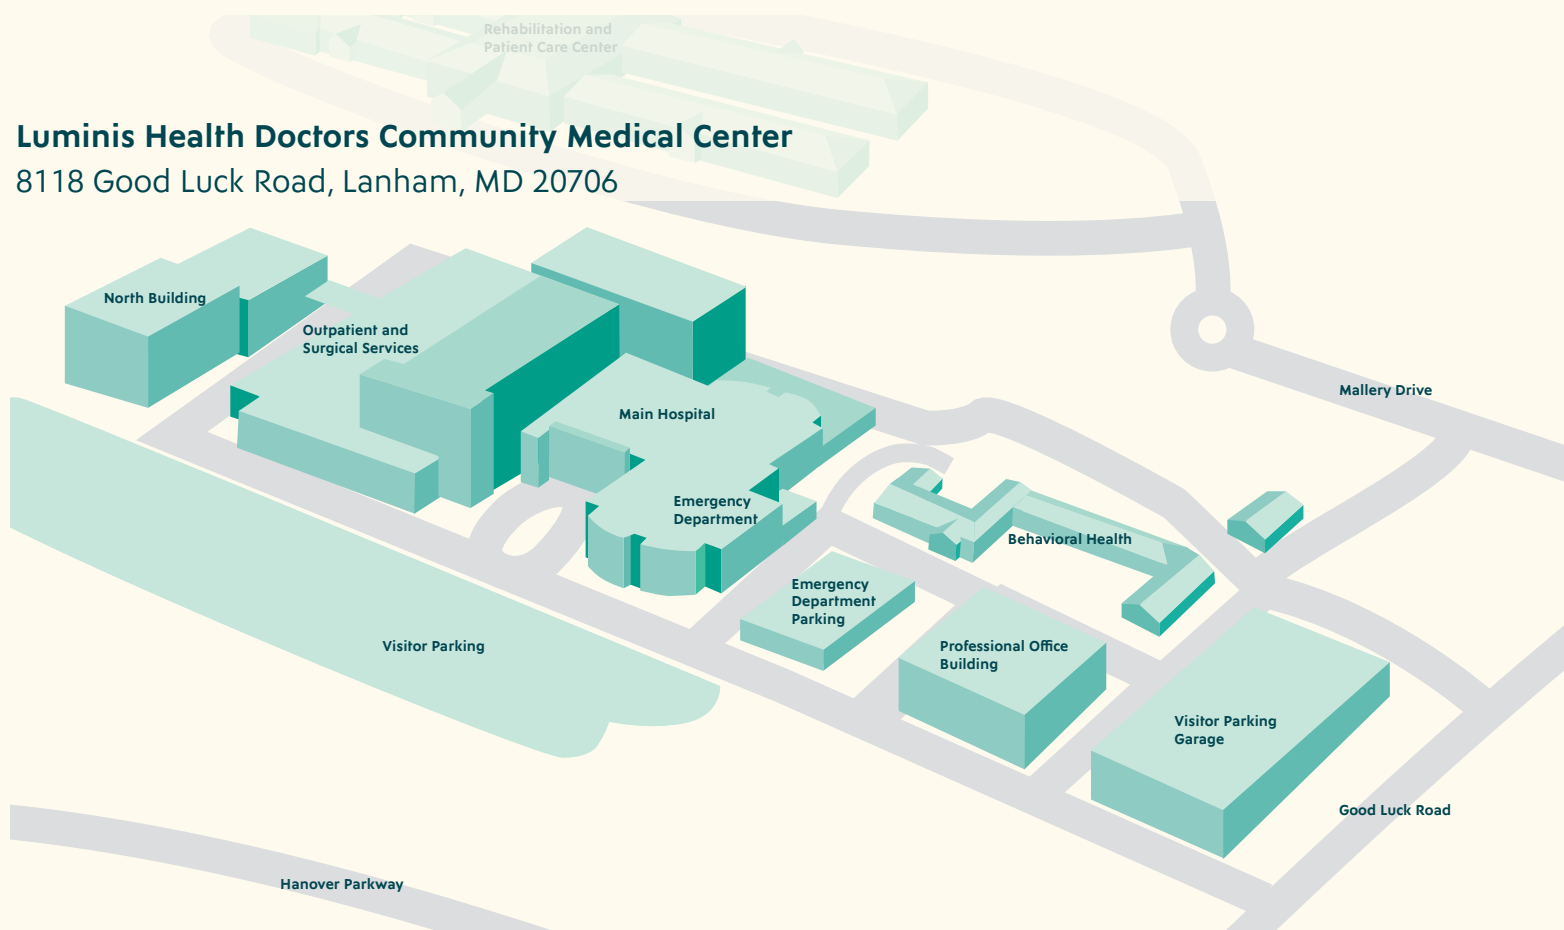 Rehabilitation and
Patient Care Center
Luminis Health Doctors Community Medical Center
8118 Good Luck Road, Lanham, MD 20706
North Building
Outpatient and
Surgical Services
Main Hospital
Mallery Drive
Emergency
Department
Behavioral Health
Emergency
Department
Parking
Visitor Parking
Professional Office
Building
Visitor Parking
Garage
Good Luck Road
Hanover Parkway